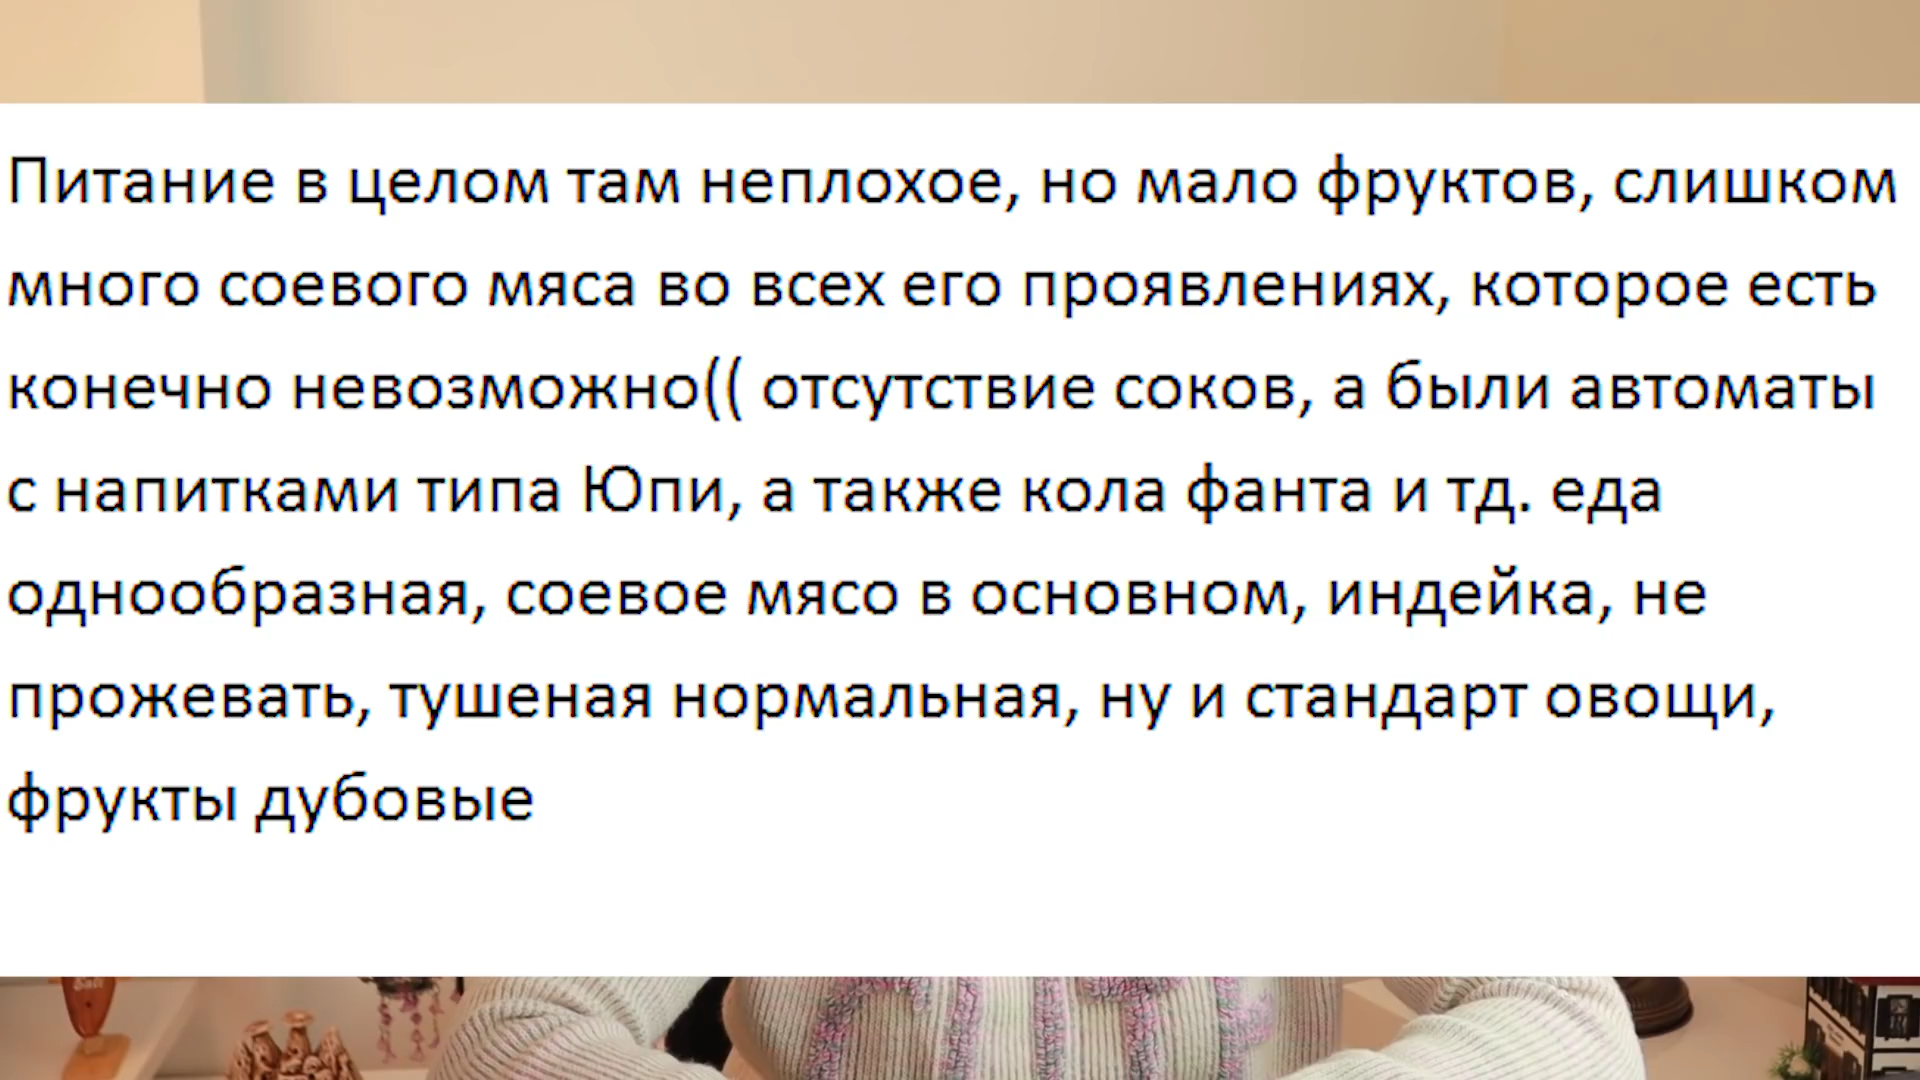 Питание в целом там неплохое, но мало фруктов, слишком
много соевого мяса во всех его проявлениях, которое есть
конечно невозможно(( отсутствие соков, а были автоматы
с напитками типа Юпи, а также кола фанта и тд. еда
однообразная, соевое мясо в основном, индейка, не
прожевать, тушеная нормальная, ну и стандарт овощи,
фрукты дубовые